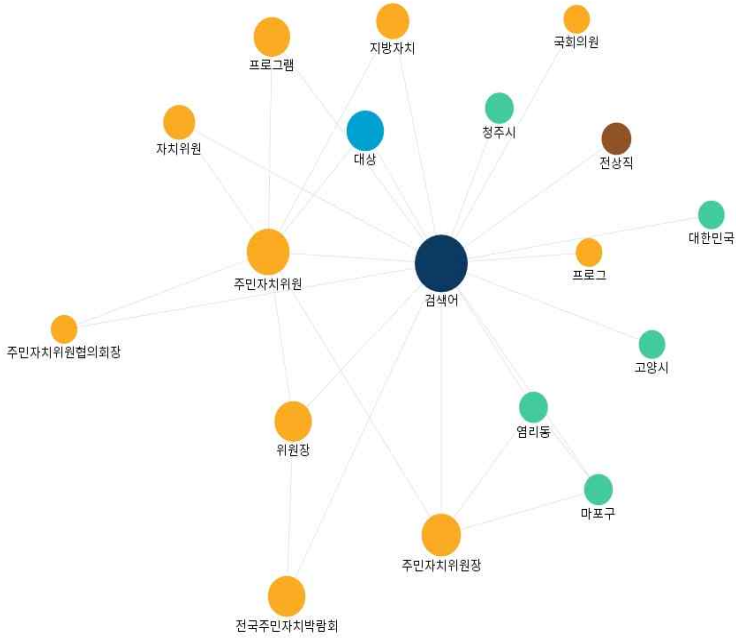 지방자치
국회의원
프로그램
청주시
자치위원
대상
전상직
대한민국
프로그
주민자치위원
검색어
주민자치위원협의회장
고양시
염리동
위원장
마포구
주민자치위원장
전국주민자치박람회